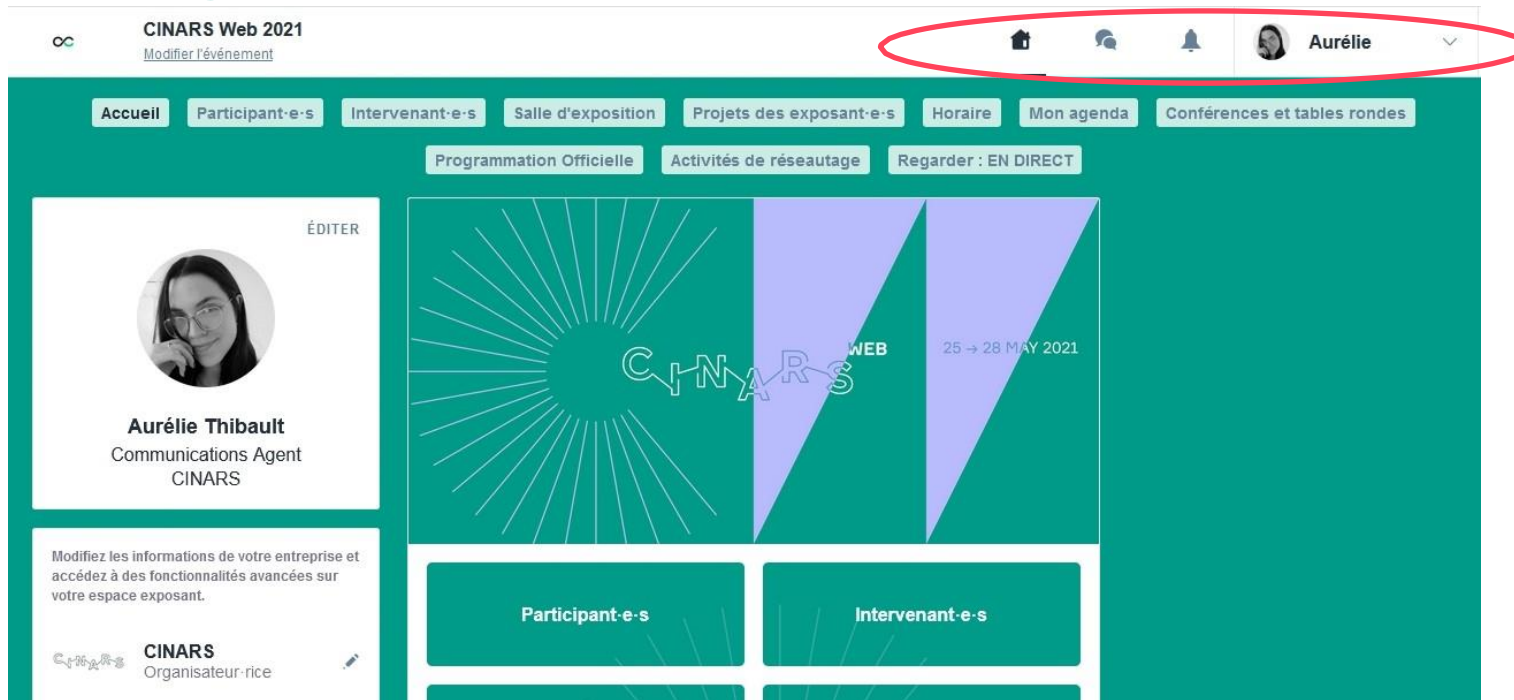 CINARS Web 2021
Modifier l'événement
Aurélie
Accueil Participant·e·s Intervenant·e·s Salle d'exposition Projets des exposant·e·s Horaire Mon agenda Conférences et tables rondes
Programmation Officielle Activités de réseautage Regarder : EN DIRECT
ÉDITER
Aurélie Thibault
Communications Agent
CINARS
CINARS WEB 25 → 28 MAY 2021
Modifiez les informations de votre entreprise et
accédez à des fonctionnalités avancées sur
votre espace exposant.
CINARS CINARS
Organisateur·rice
Participant·e·s Intervenant·e·s